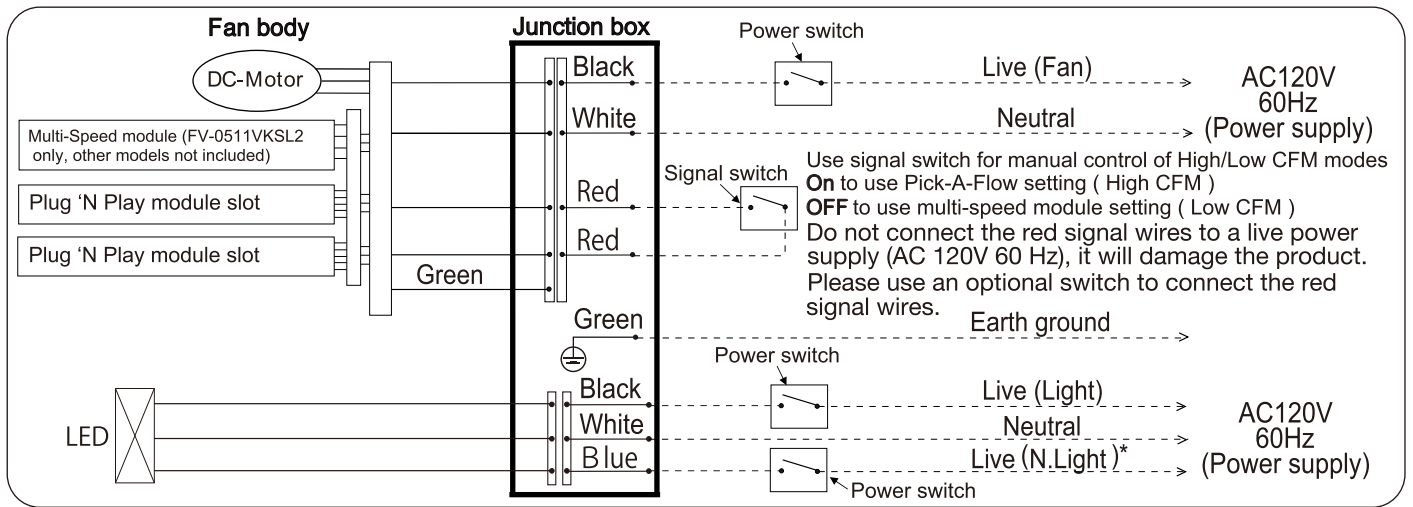 Fan body
Junction box
Power switch
DC-Motor
Black
Live (Fan)
AC120V
60Hz
(Power supply)
White
Neutral
Multi-Speed module (FV-0511VKSL2
only, other models not included)
Signal switch
Use signal switch for manual control of High/Low CFM modes
On to use Pick-A-Flow setting ( High CFM )
OFF to use multi-speed module setting ( Low CFM )
Do not connect the red signal wires to a live power
supply (AC 120V 60 Hz), it will damage the product.
Please use an optional switch to connect the red
signal wires.
Plug ‘N Play module slot
Red
Plug ‘N Play module slot
Red
Green
Green
Earth ground
Power switch
Black
Live (Light)
AC120V
60Hz
(Power supply)
LED
White
Neutral
Blue
Live (N.Light )*
Power switch